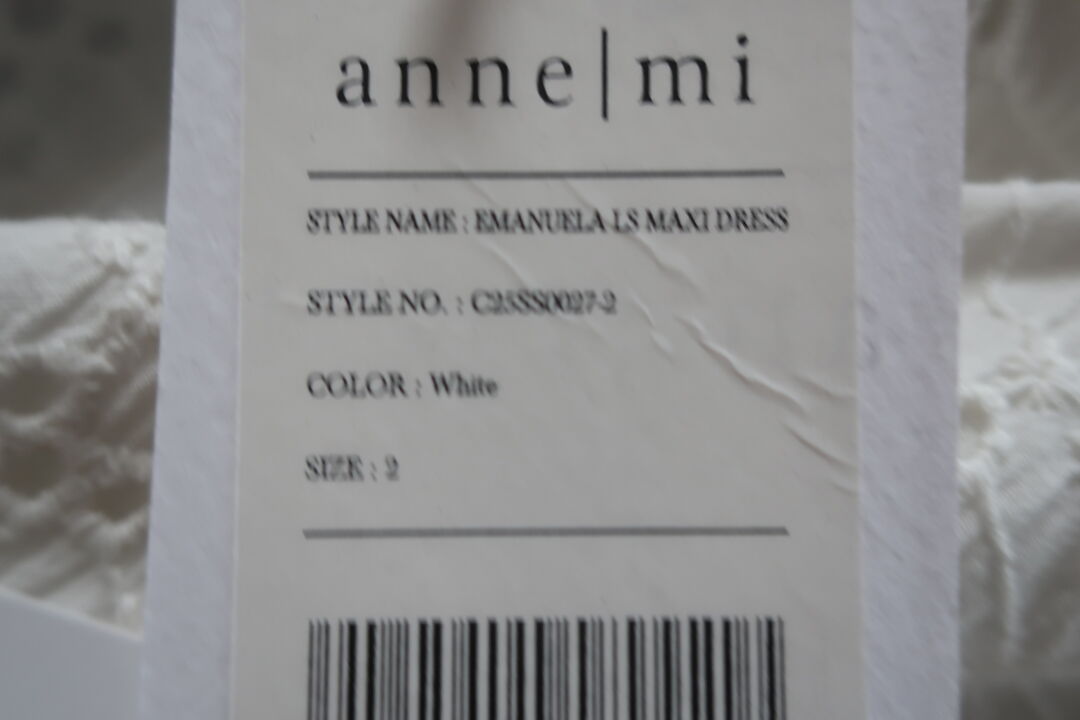 anne|mi
STYLE NAME : EMANUELA-LS MAXI DRESS
STYLE NO. : C25SS0027-2
COLOR : White
SIZE : 2